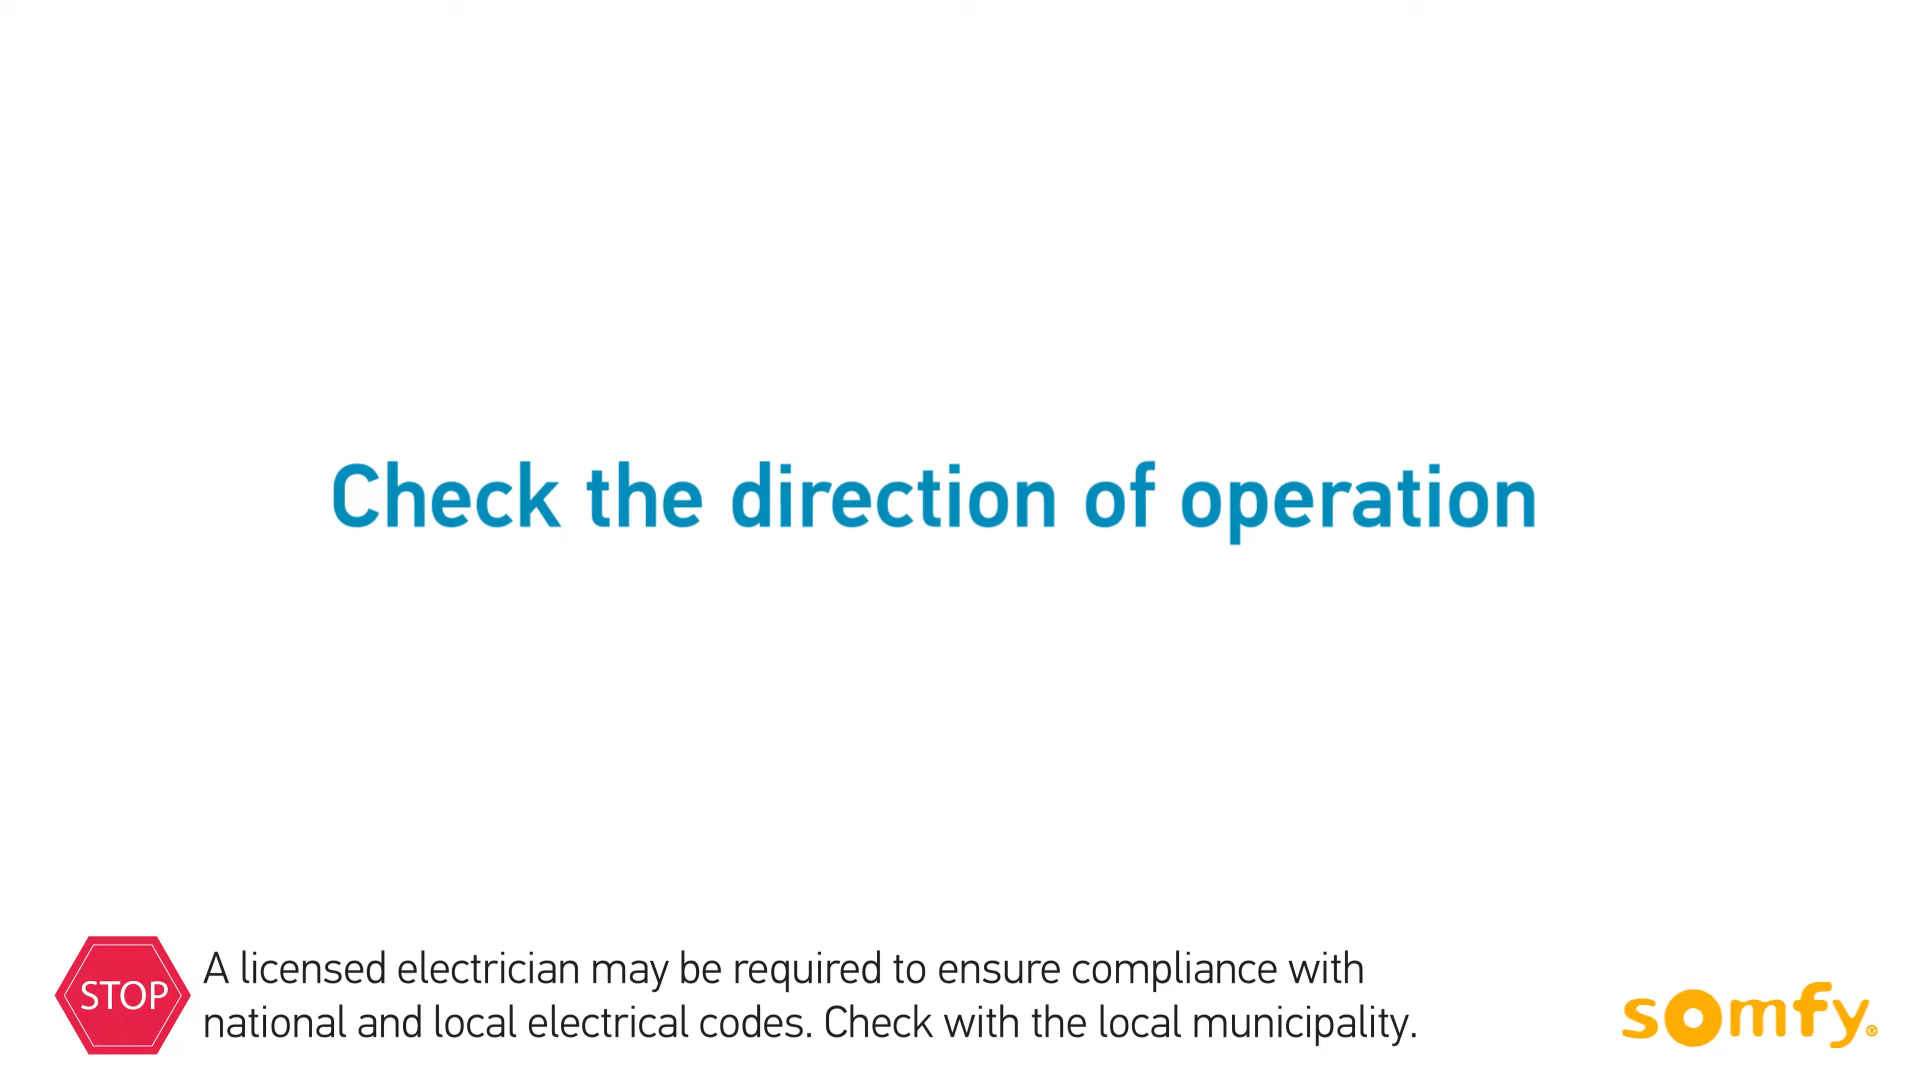 Check the direction of operation
STOP
A licensed electrician may be required to ensure compliance with
national and local electrical codes. Check with the local municipality.
somfy®